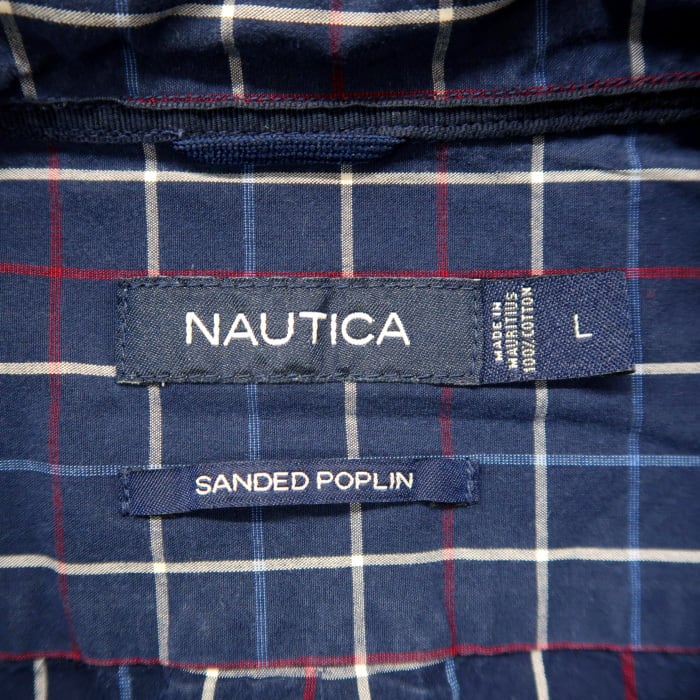 NAUTICA
MADE IN
MAURITIUS
100% COTTON
L
SANDED POPLIN